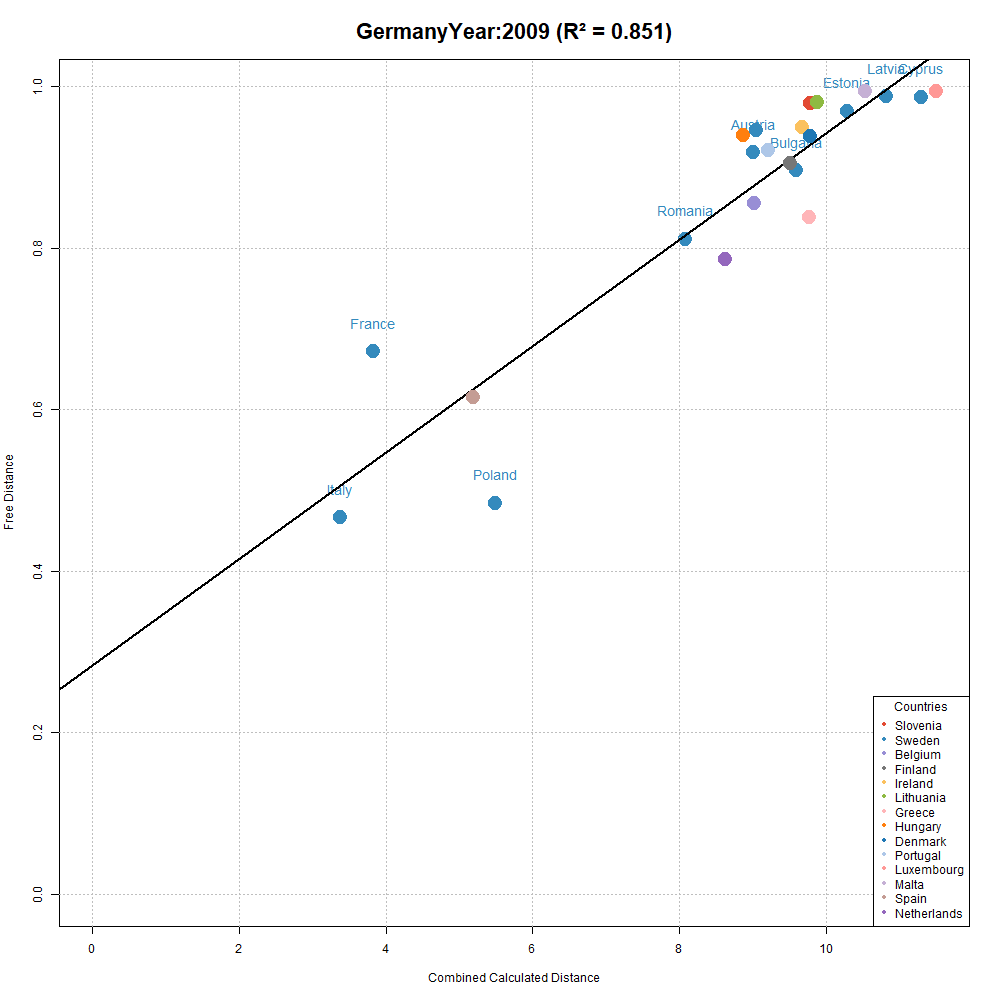 GermanyYear:2009 (R² = 0.851)
Latvia
Cyprus
Estonia
Austria
Bulgaria
Romania
France
Poland
Italy
1.0
0.8
0.6
0.4
0.2
0.0
Free Distance
0
2
4
6
8
10
Combined Calculated Distance
Countries
Slovenia
Sweden
Belgium
Finland
Ireland
Lithuania
Greece
Hungary
Denmark
Portugal
Luxembourg
Malta
Spain
Netherlands